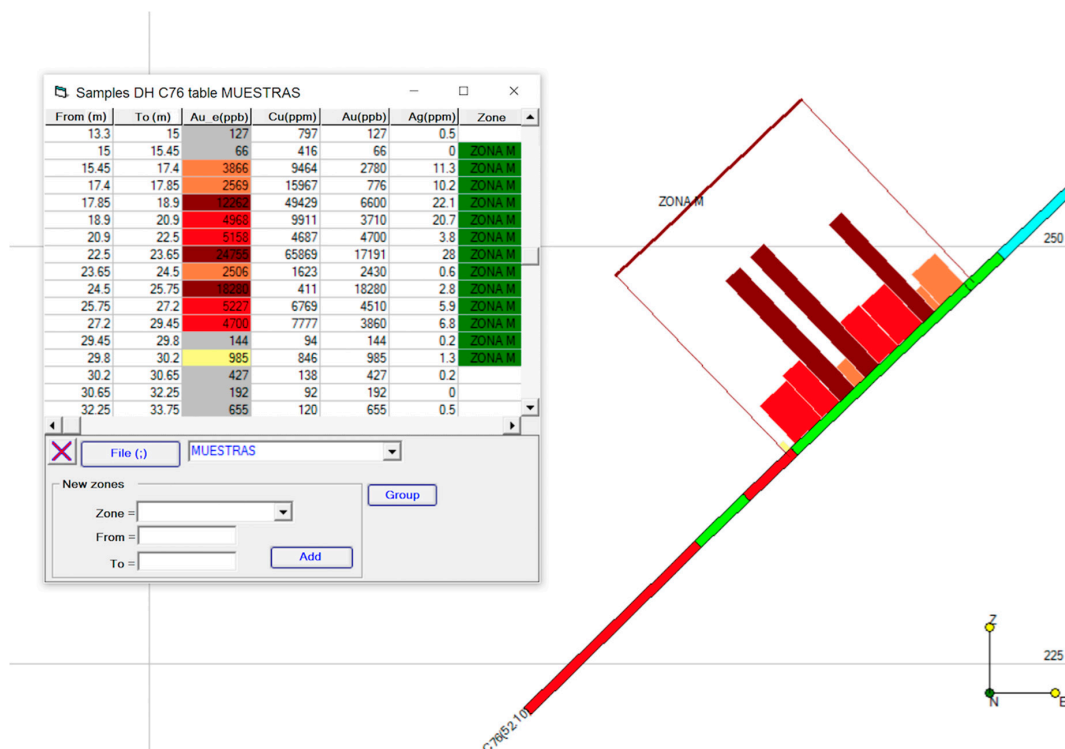 Samples DH C76 table MUESTRAS
From (m) To (m) Au_e(ppb) Cu(ppm) Au(ppb) Ag(ppm) Zone
13.3 15 127 797 127 0.5
15 15.45 66 416 66 0 ZONA M
15.45 17.4 3866 9464 2780 11.3 ZONA M
17.4 17.85 2569 15967 776 10.2 ZONA M
17.85 18.9 12262 49429 6600 22.1 ZONA M
18.9 20.9 4968 9911 3710 20.7 ZONA M
20.9 22.5 5158 4687 4700 3.8 ZONA M
22.5 23.65 24755 65869 17191 28 ZONA M
23.65 24.5 2506 1623 2430 0.6 ZONA M
24.5 25.75 18280 411 18280 2.8 ZONA M
25.75 27.2 5227 6769 4510 5.9 ZONA M
27.2 29.45 4700 7777 3860 6.8 ZONA M
29.45 29.8 144 94 144 0.2 ZONA M
29.8 30.2 985 846 985 1.3 ZONA M
30.2 30.65 427 138 427 0.2
30.65 32.25 192 92 192 0
32.25 33.75 655 120 655 0.5
File (;) MUESTRAS
New zones
Zone =
From =
To =
Add
Group
ZONA M
250
225
Z
N
E
C76(52.10)